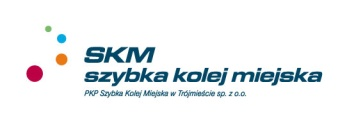 SKM
szybka kolej miejska
PKP Szybka Kolej Miejska w Trójmieście sp. z o.o.